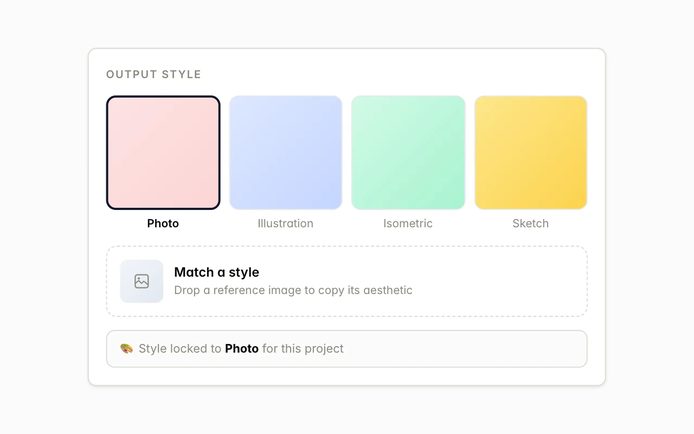 OUTPUT STYLE
Photo
Illustration
Isometric
Sketch
Match a style
Drop a reference image to copy its aesthetic
Style locked to Photo for this project